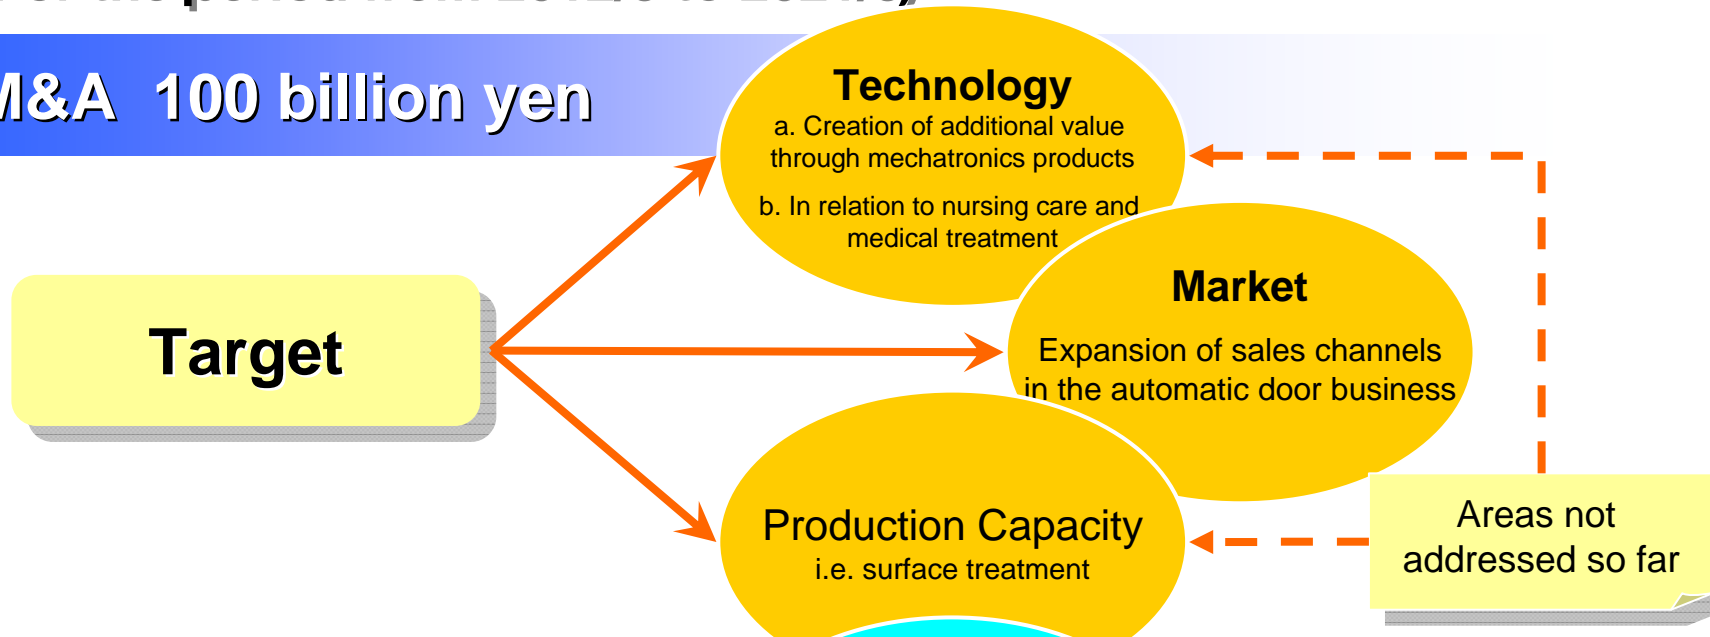 M&A 100 billion yen
Technology
a. Creation of additional value
through mechatronics products
b. In relation to nursing care and
medical treatment
Market
Expansion of sales channels
in the automatic door business
Target
Production Capacity
i.e. surface treatment
Areas not
addressed so far